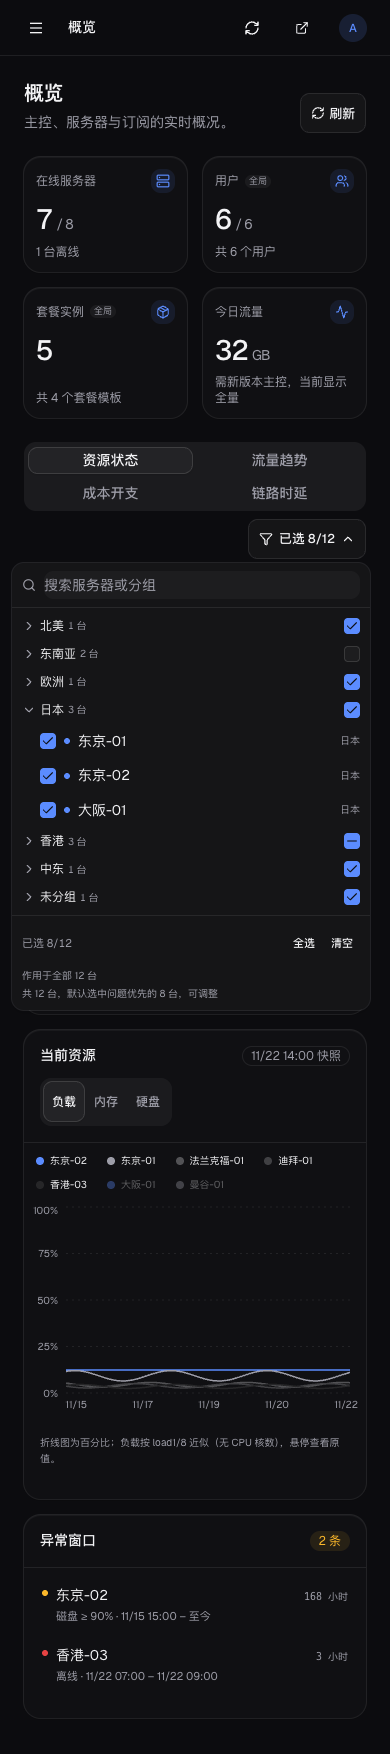 概览
A
概览
主控、服务器与订阅的实时概况。
刷新
在线服务器
7 / 8
1 台离线
用户 全局
6 / 6
共 6 个用户
套餐实例 全局
5
共 4 个套餐模板
今日流量
32 GB
需新版本主控，当前显示
全量
资源状态
流量趋势
成本开支
链路时延
已选 8/12
搜索服务器或分组
北美 1 台
东南亚 2 台
欧洲 1 台
日本 3 台
东京-01 日本
东京-02 日本
大阪-01 日本
香港 3 台
中东 1 台
未分组 1 台
已选 8/12 全选 清空
作用于全部 12 台
共 12 台，默认选中问题优先的 8 台，可调整
当前资源 11/22 14:00 快照
负载 内存 硬盘
东京-02 东京-01 法兰克福-01 迪拜-01
香港-03 大阪-01 曼谷-01
100%
75%
50%
25%
0%
11/15 11/17 11/19 11/20 11/22
折线图为百分比；负载按 load1/8 近似（无 CPU 核数），悬停查看原
值。
异常窗口 2 条
东京-02 168 小时
磁盘 ≥ 90% · 11/15 15:00 – 至今
香港-03 3 小时
离线 · 11/22 07:00 – 11/22 09:00